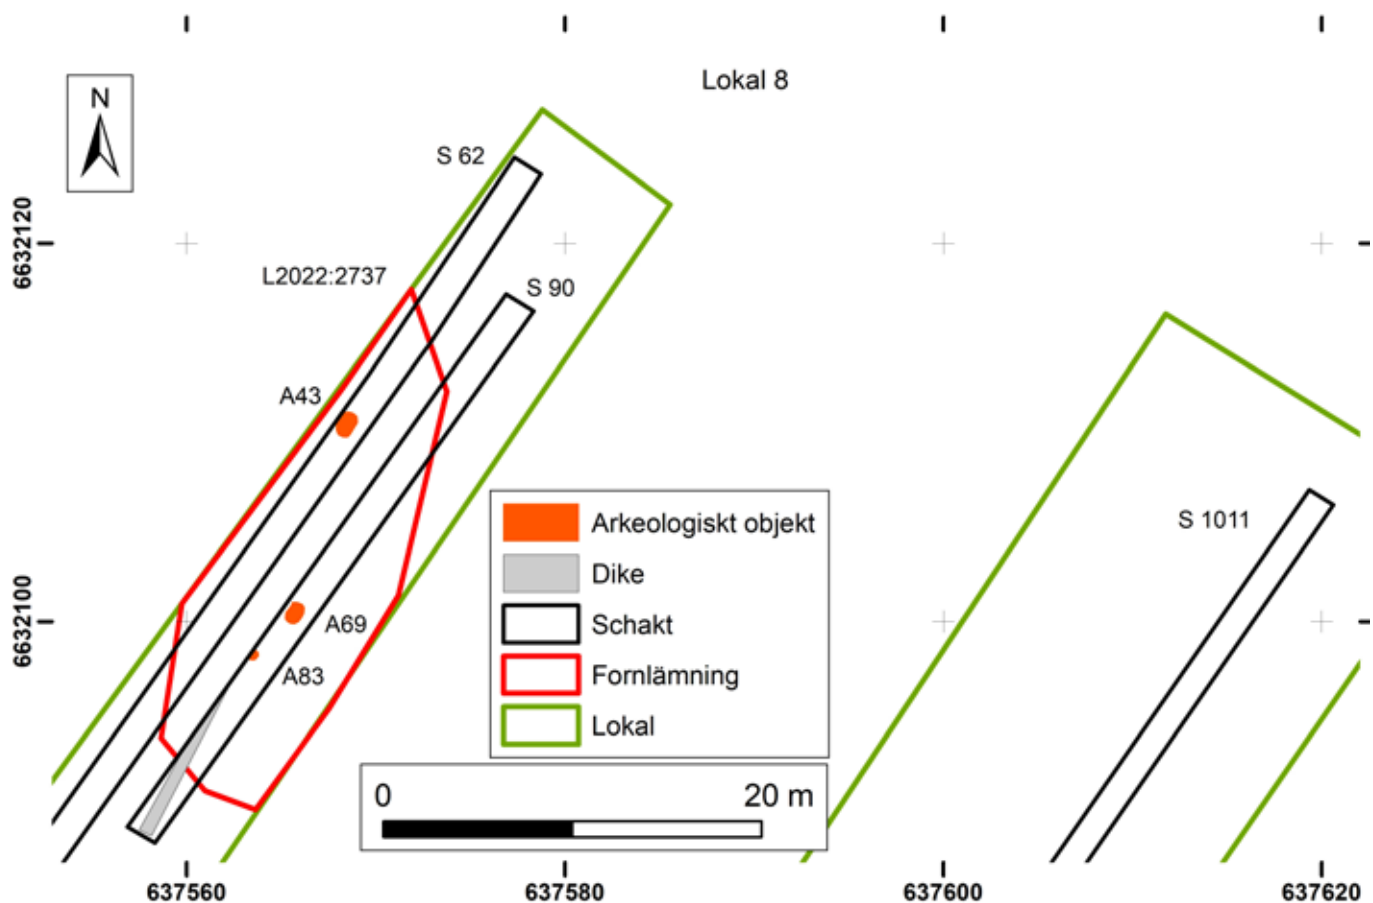 Lokal 8
N
S 62
6632120
L2022:2737
S 90
A43
Arkeologiskt objekt
S 1011
Dike
6632100
A69
Schakt
A83
Fornlämning
Lokal
0 20 m
637560 637580 637600 637620